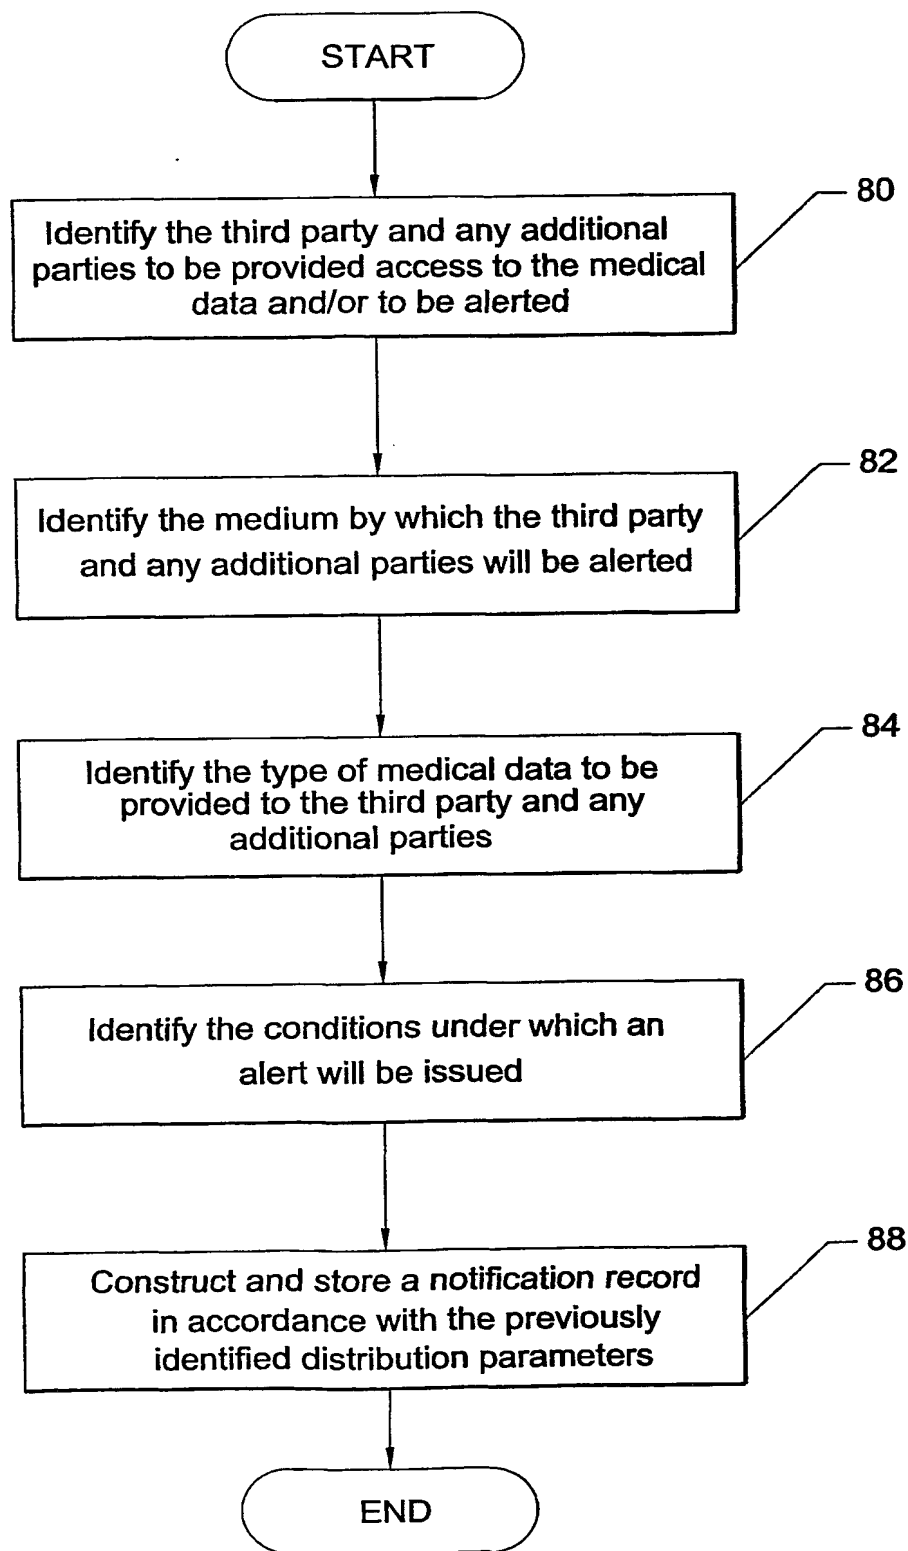 START
80
Identify the third party and any additional
parties to be provided access to the medical
data and/or to be alerted
82
Identify the medium by which the third party
and any additional parties will be alerted
84
Identify the type of medical data to be
provided to the third party and any
additional parties
86
Identify the conditions under which an
alert will be issued
88
Construct and store a notification record
in accordance with the previously
identified distribution parameters
END